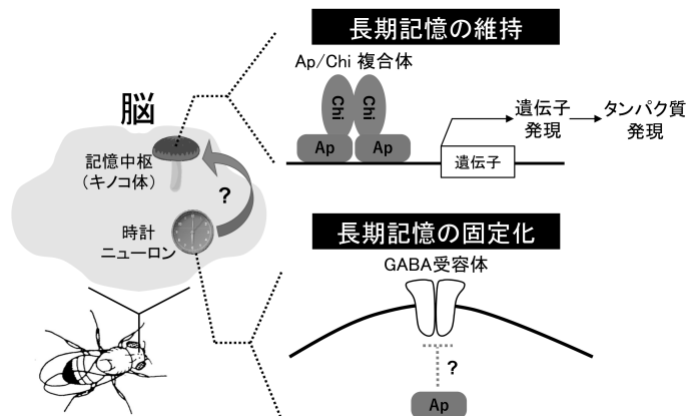 長期記憶の維持
Ap/Chi 複合体
Chi
Chi
Ap
Ap
遺伝子
遺伝子
発現
タンパク質
発現
脳
記憶中枢
(キノコ体)
?
時計
ニューロン
長期記憶の固定化
GABA受容体
?
Ap